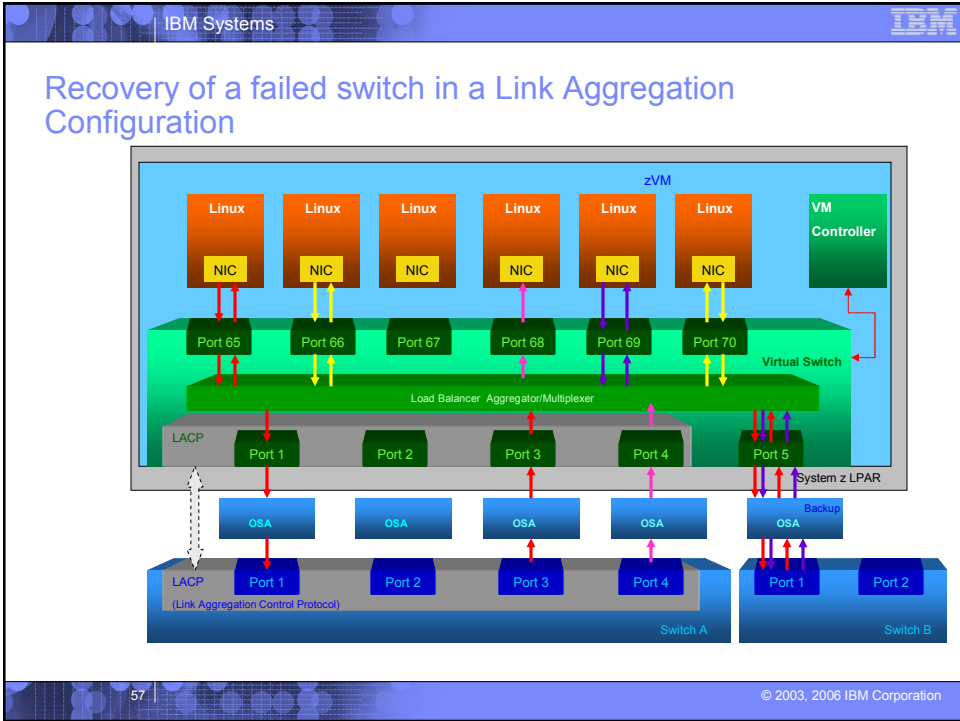 IBM Systems
IBM
Recovery of a failed switch in a Link Aggregation
Configuration
zVM
Linux
Linux
Linux
Linux
Linux
Linux
VM
Controller
NIC
NIC
NIC
NIC
NIC
NIC
Port 65
Port 66
Port 67
Port 68
Port 69
Port 70
Virtual Switch
Load Balancer Aggregator/Multiplexer
LACP
Port 1
Port 2
Port 3
Port 4
Port 5
System z LPAR
Backup
OSA
OSA
OSA
OSA
OSA
LACP
Port 1
Port 2
Port 3
Port 4
Port 1
Port 2
(Link Aggregation Control Protocol)
Switch A
Switch B
57
© 2003, 2006 IBM Corporation